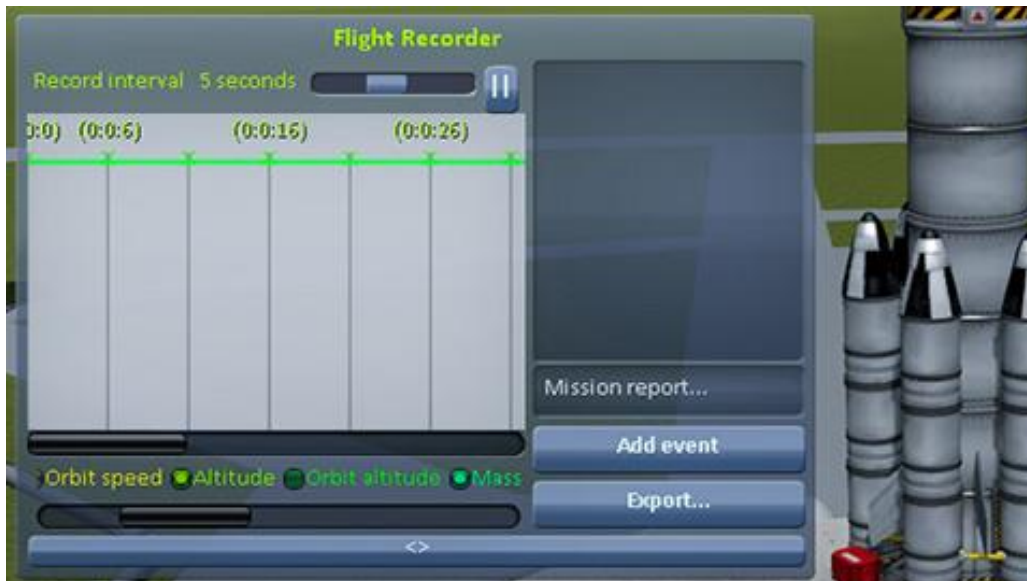 Flight Recorder
Record interval 5 seconds
0:0) (0:0:6) (0:0:16) (0:0:26)
Mission report...
Add event
Orbit speed Altitude Orbit altitude Mass
Export...
<>